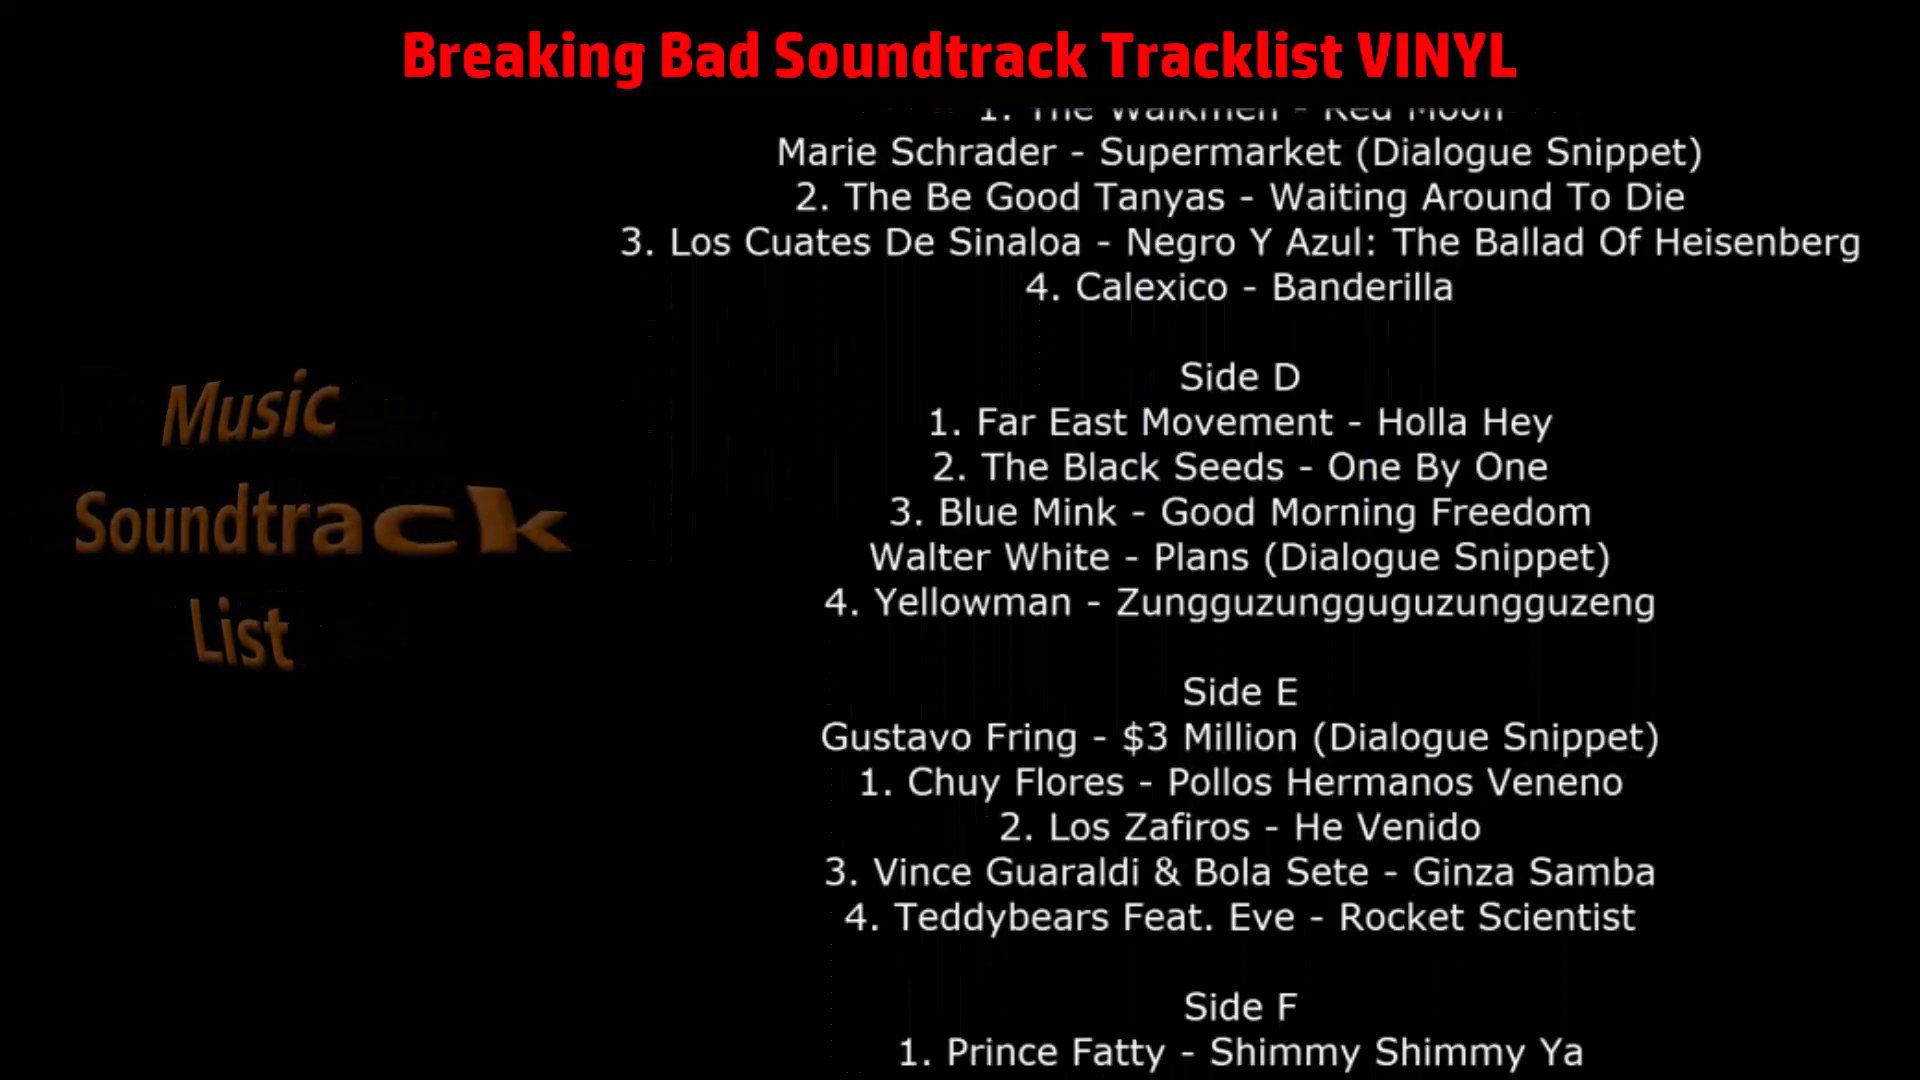 Breaking Bad Soundtrack Tracklist VINYL
1. The Walkmen - Red Moon
Marie Schrader - Supermarket (Dialogue Snippet)
2. The Be Good Tanyas - Waiting Around To Die
3. Los Cuates De Sinaloa - Negro Y Azul: The Ballad Of Heisenberg
4. Calexico - Banderilla
Side D
1. Far East Movement - Holla Hey
2. The Black Seeds - One By One
3. Blue Mink - Good Morning Freedom
Walter White - Plans (Dialogue Snippet)
4. Yellowman - Zungguzungguguzungguzeng
Side E
Gustavo Fring - $3 Million (Dialogue Snippet)
1. Chuy Flores - Pollos Hermanos Veneno
2. Los Zafiros - He Venido
3. Vince Guaraldi & Bola Sete - Ginza Samba
4. Teddybears Feat. Eve - Rocket Scientist
Side F
1. Prince Fatty - Shimmy Shimmy Ya
Music
Soundtrack
List